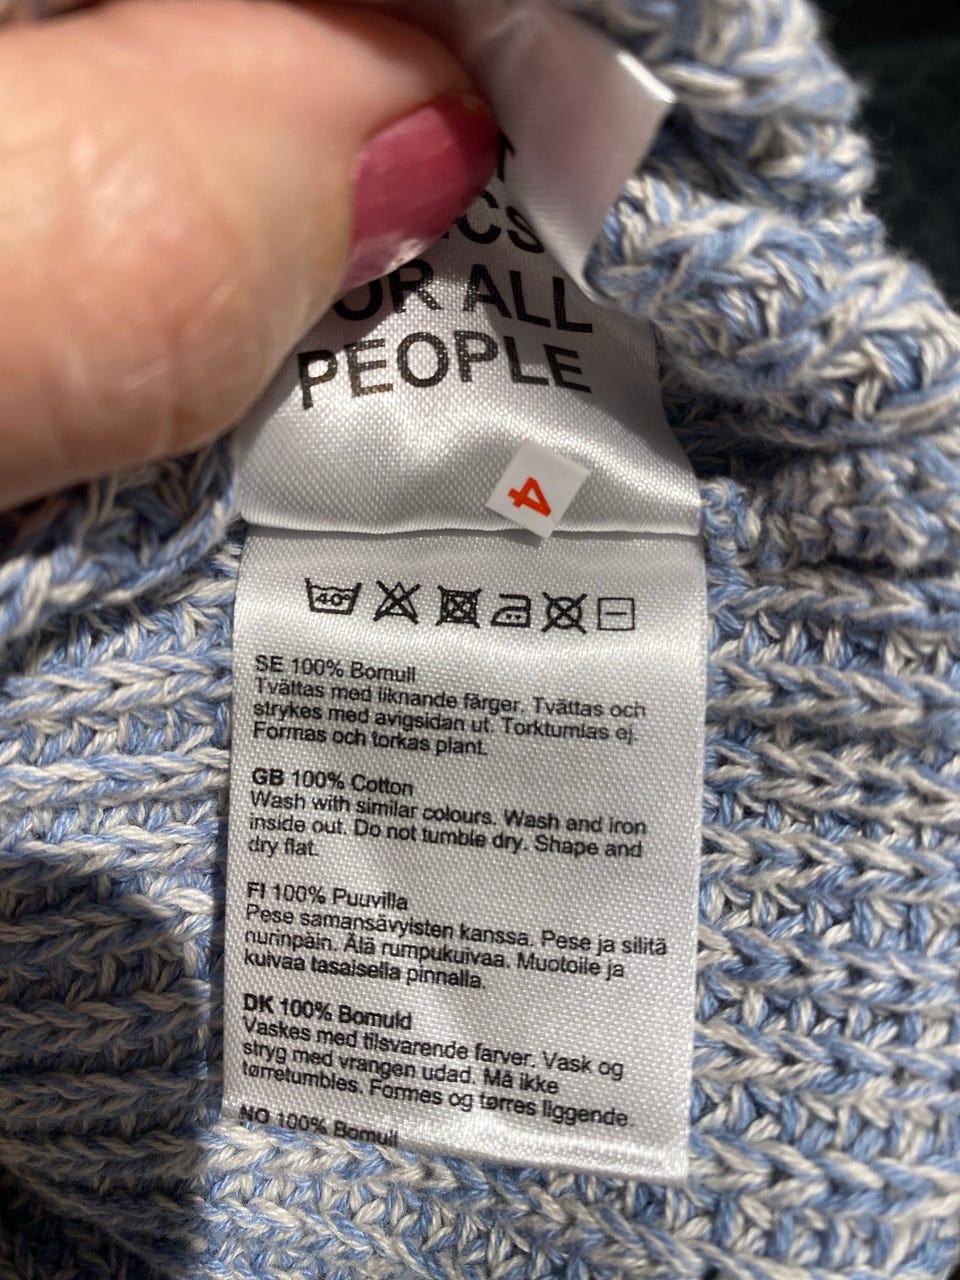 FOR ALL
PEOPLE
4
40°
SE 100% Bomull
Tvättas med liknande färger. Tvättas och
strykes med avigsidan ut. Torktumlas ej.
Formas och torkas plant.
GB 100% Cotton
Wash with similar colours. Wash and iron
inside out. Do not tumble dry. Shape and
dry flat.
FI 100% Puuvilla
Pese samansävyisten kanssa. Pese ja silitä
nurinpäin. Älä rumpukuivaa. Muotoile ja
kuivaa tasaisella pinnalla.
DK 100% Bomuld
Vaskes med tilsvarende farver. Vask og
stryg med vrangen udad. Må ikke
tørretumbles. Formes og tørres liggende.
NO 100% Bomull